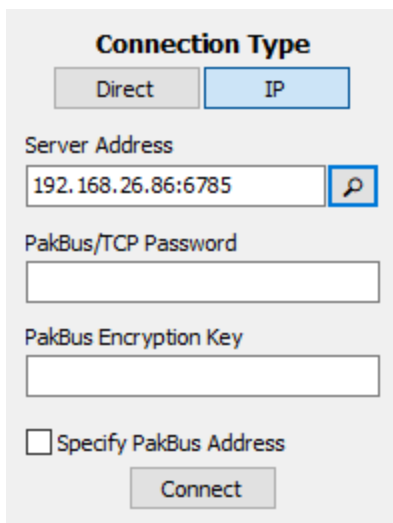 Connection Type
Direct IP
Server Address
192.168.26.86:6785
PakBus/TCP Password
PakBus Encryption Key
Specify PakBus Address
Connect